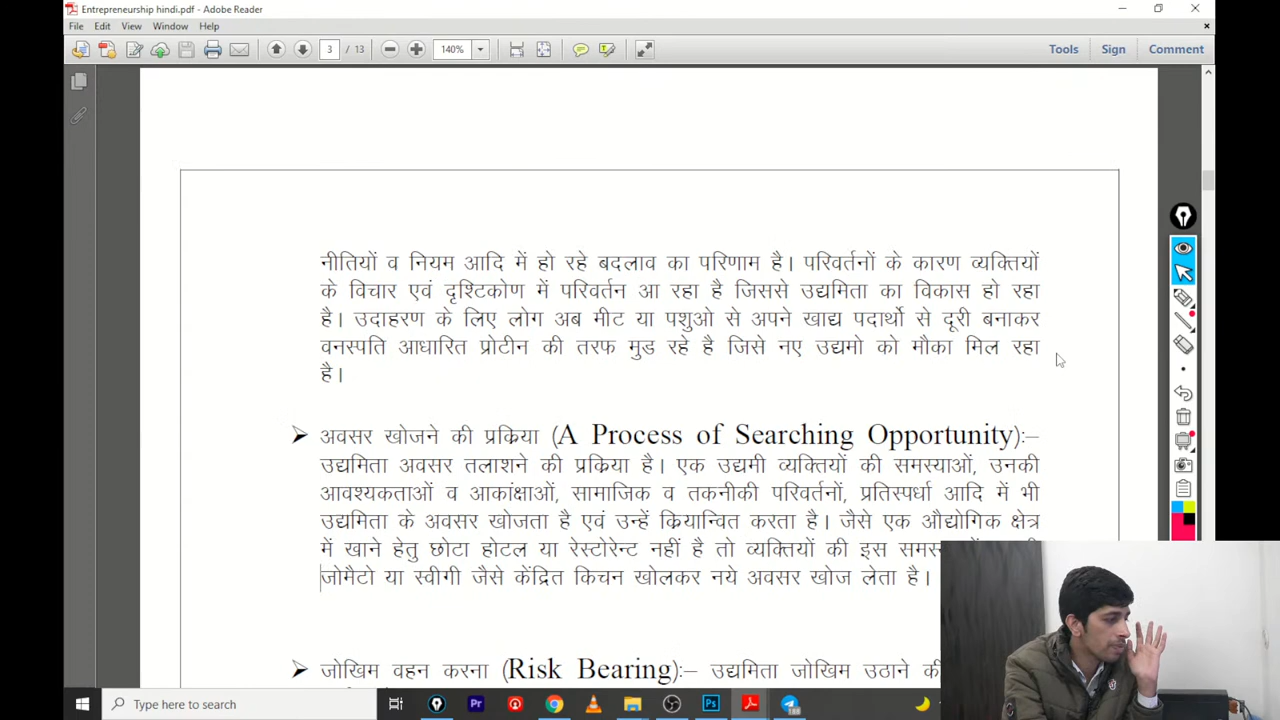 Entrepreneurship hindi.pdf - Adobe Reader
File Edit View Window Help
3 / 13 140% Tools Sign Comment
नीतियों व नियम आदि में हो रहे बदलाव का परिणाम है। परिवर्तनों के कारण व्यक्तियों
के विचार एवं दृश्टिकोण में परिवर्तन आ रहा है जिससे उद्यमिता का विकास हो रहा
है। उदाहरण के लिए लोग अब मीट या पशुओ से अपने खाद्य पदार्थो से दूरी बनाकर
वनस्पति आधारित प्रोटीन की तरफ मुड रहे है जिसे नए उद्यमो को मौका मिल रहा
है।
➢ अवसर खोजने की प्रकिया (A Process of Searching Opportunity):–
उद्यमिता अवसर तलाशने की प्रकिया है। एक उद्यमी व्यक्तियों की समस्याओं, उनकी
आवश्यकताओं व आकांक्षाओं, सामाजिक व तकनीकी परिवर्तनों, प्रतिस्पर्धा आदि में भी
उद्यमिता के अवसर खोजता है एवं उन्हें कियान्वित करता है। जैसे एक औद्योगिक क्षेत्र
में खाने हेतु छोटा होटल या रेस्टोरेन्ट नहीं है तो व्यक्तियों की इस
जोमैटो या स्वीगी जैसे केंद्रित किचन खोलकर नये अवसर खोज लेता है।
➢ जोखिम वहन करना (Risk Bearing):– उद्यमिता जोखिम उठाने की
Type here to search